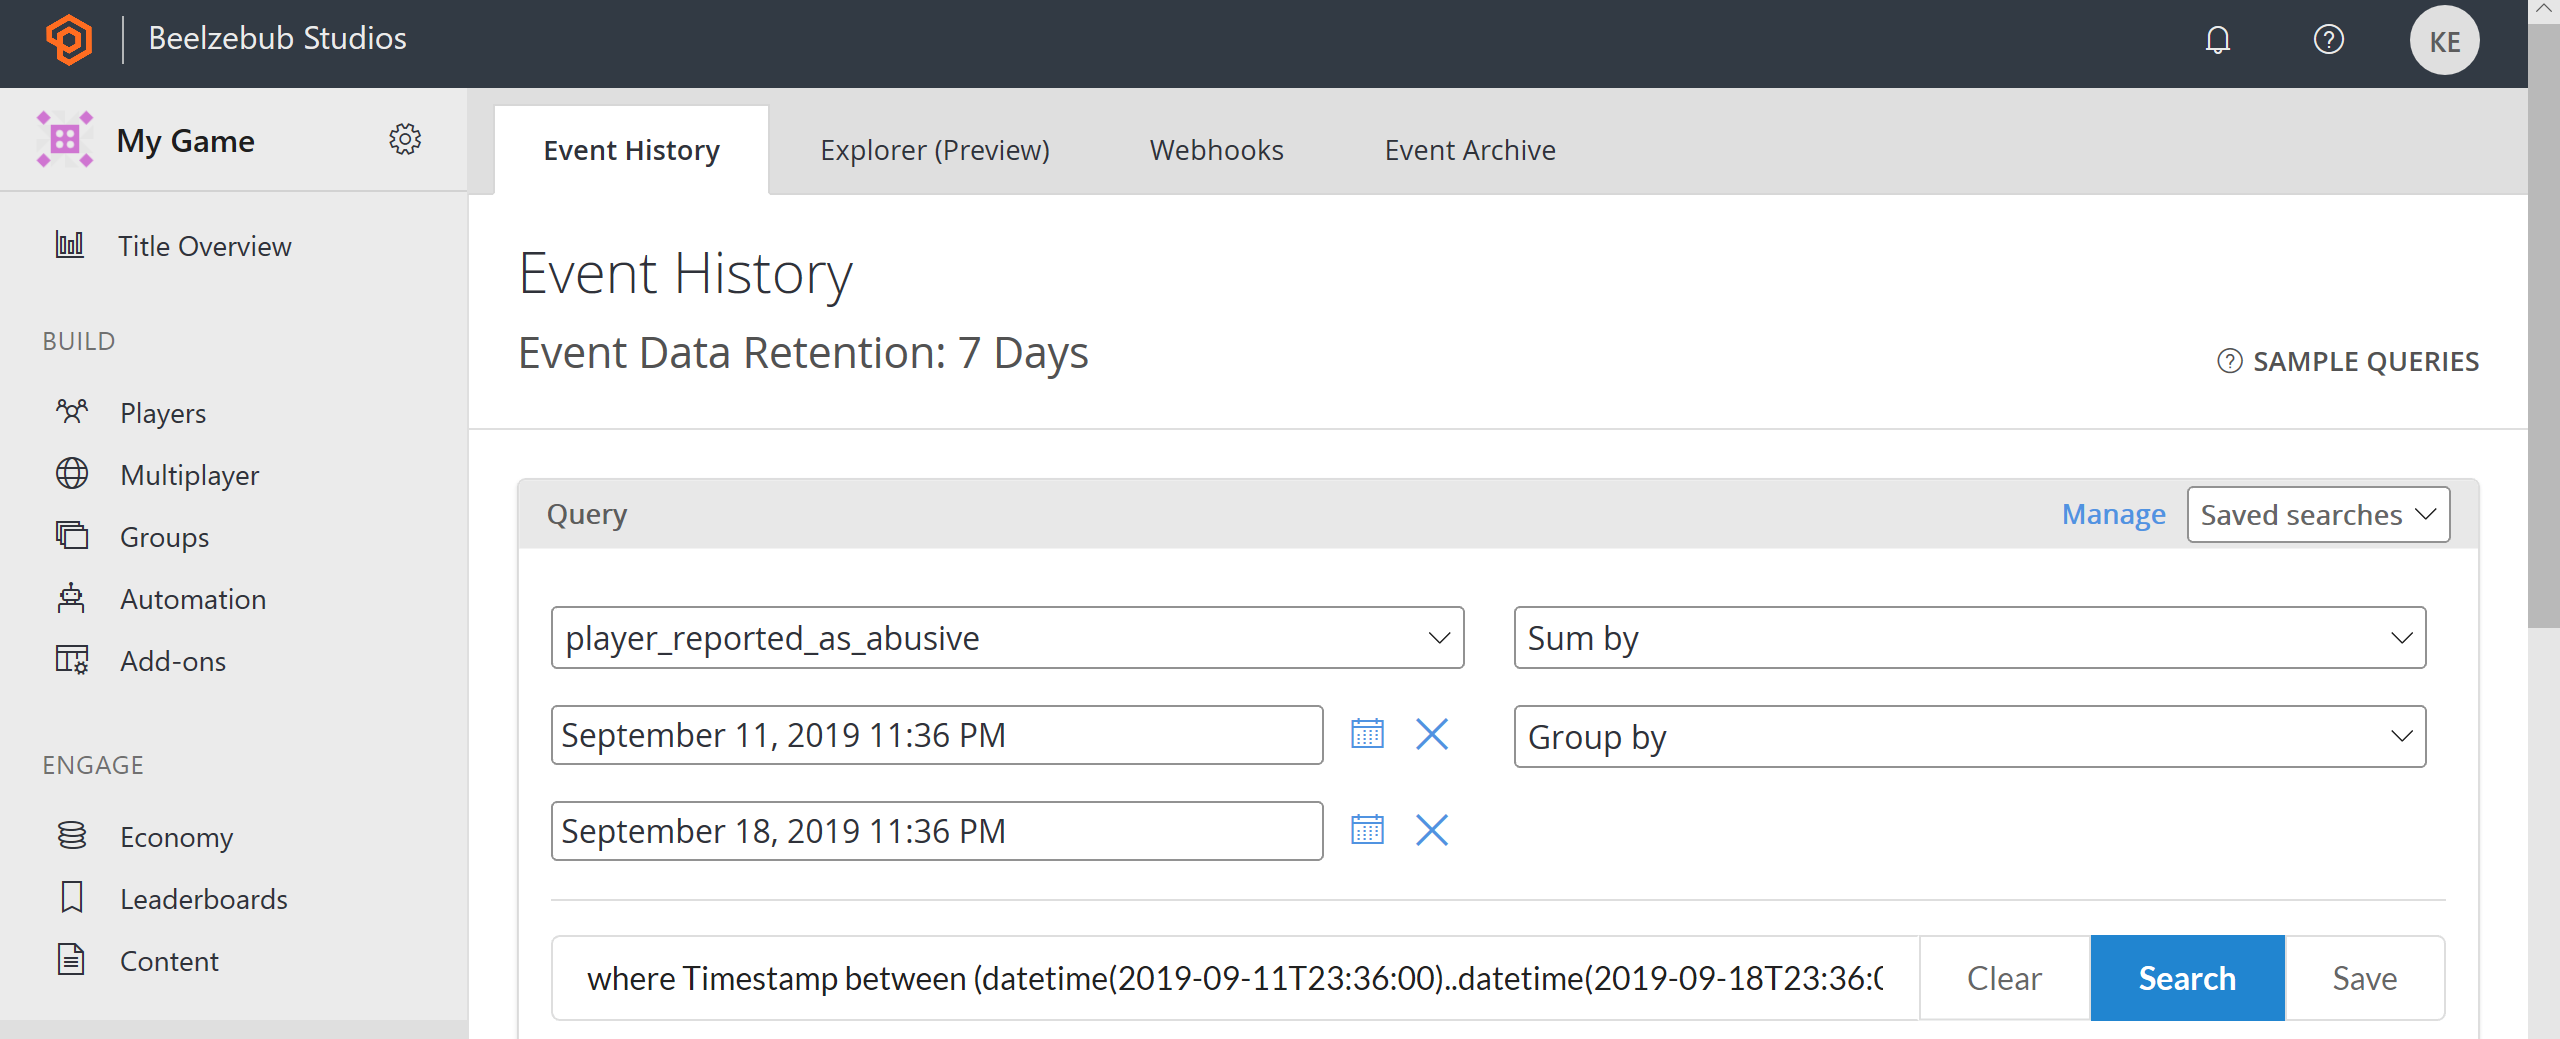 Beelzebub Studios
KE
My Game
Event History
Explorer (Preview)
Webhooks
Event Archive
Title Overview
BUILD
Players
Multiplayer
Groups
Automation
Add-ons
ENGAGE
Economy
Leaderboards
Content
Event History
Event Data Retention: 7 Days
SAMPLE QUERIES
Query
Manage
Saved searches
player_reported_as_abusive
Sum by
September 11, 2019 11:36 PM
Group by
September 18, 2019 11:36 PM
where Timestamp between (datetime(2019-09-11T23:36:00)..datetime(2019-09-18T23:36:0
Clear
Search
Save